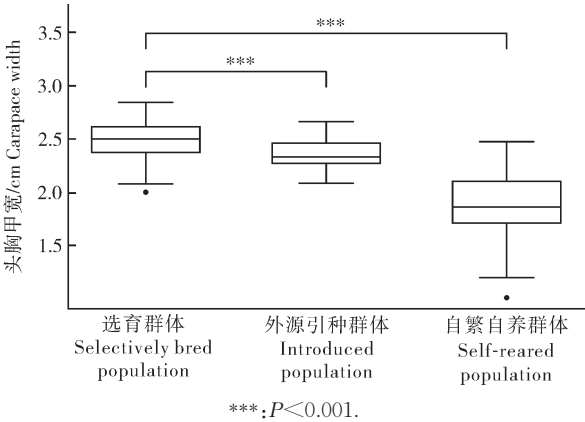 ***
***
头胸甲宽/cm Carapace width
3.5
3.0
2.5
2.0
1.5
选育群体
Selectively bred
population
外源引种群体
Introduced
population
自繁自养群体
Self-reared
population
***:P<0.001.